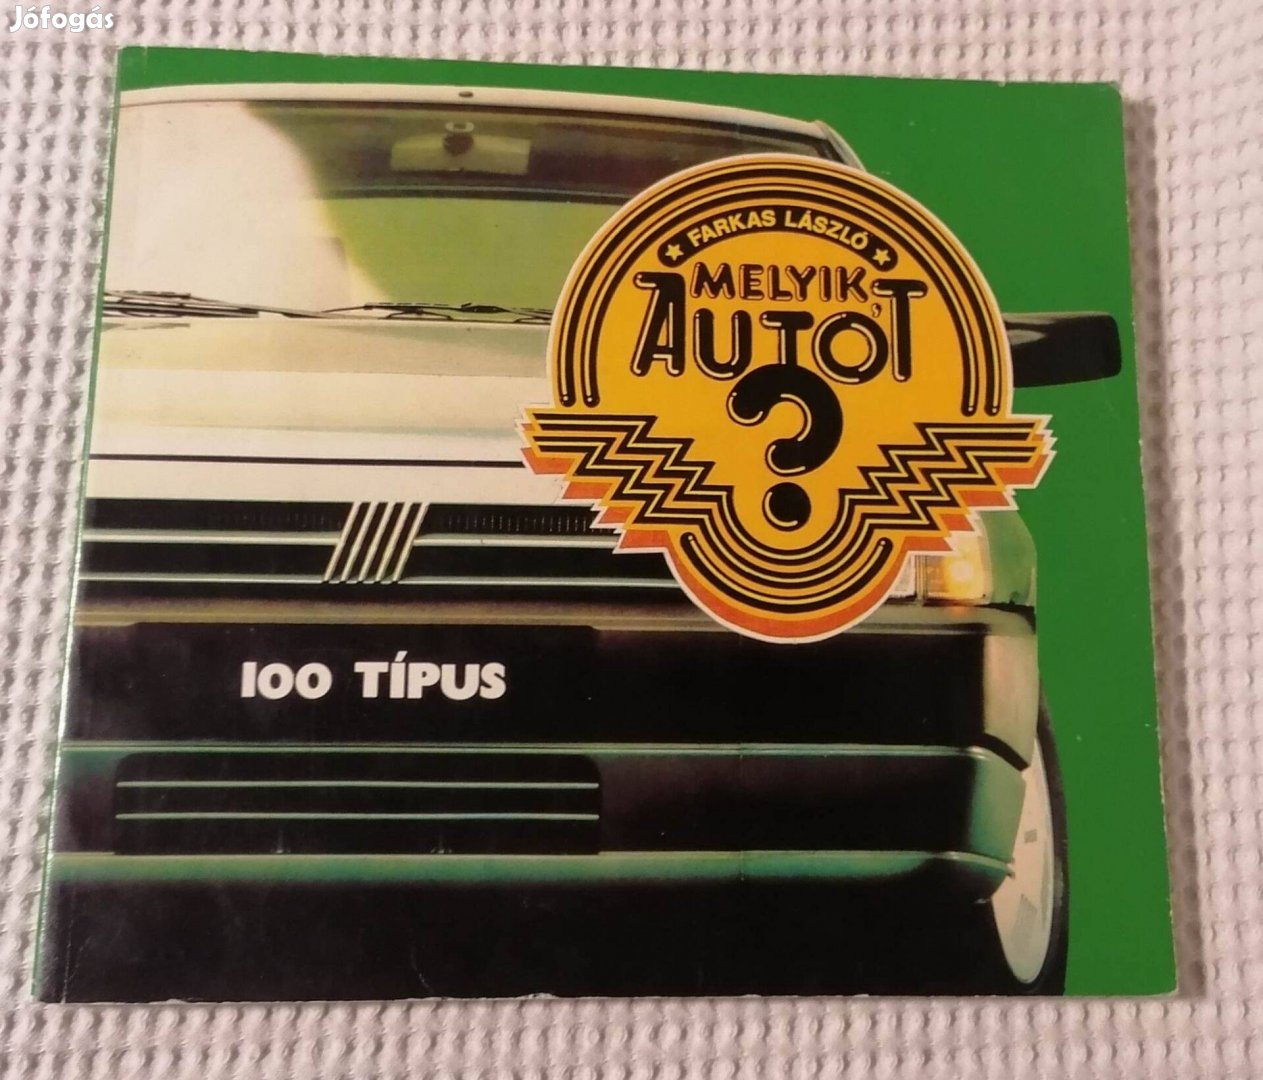 Jófogás
FARKAS LÁSZLÓ
MELYIK
AUTÓT
?
100 TÍPUS